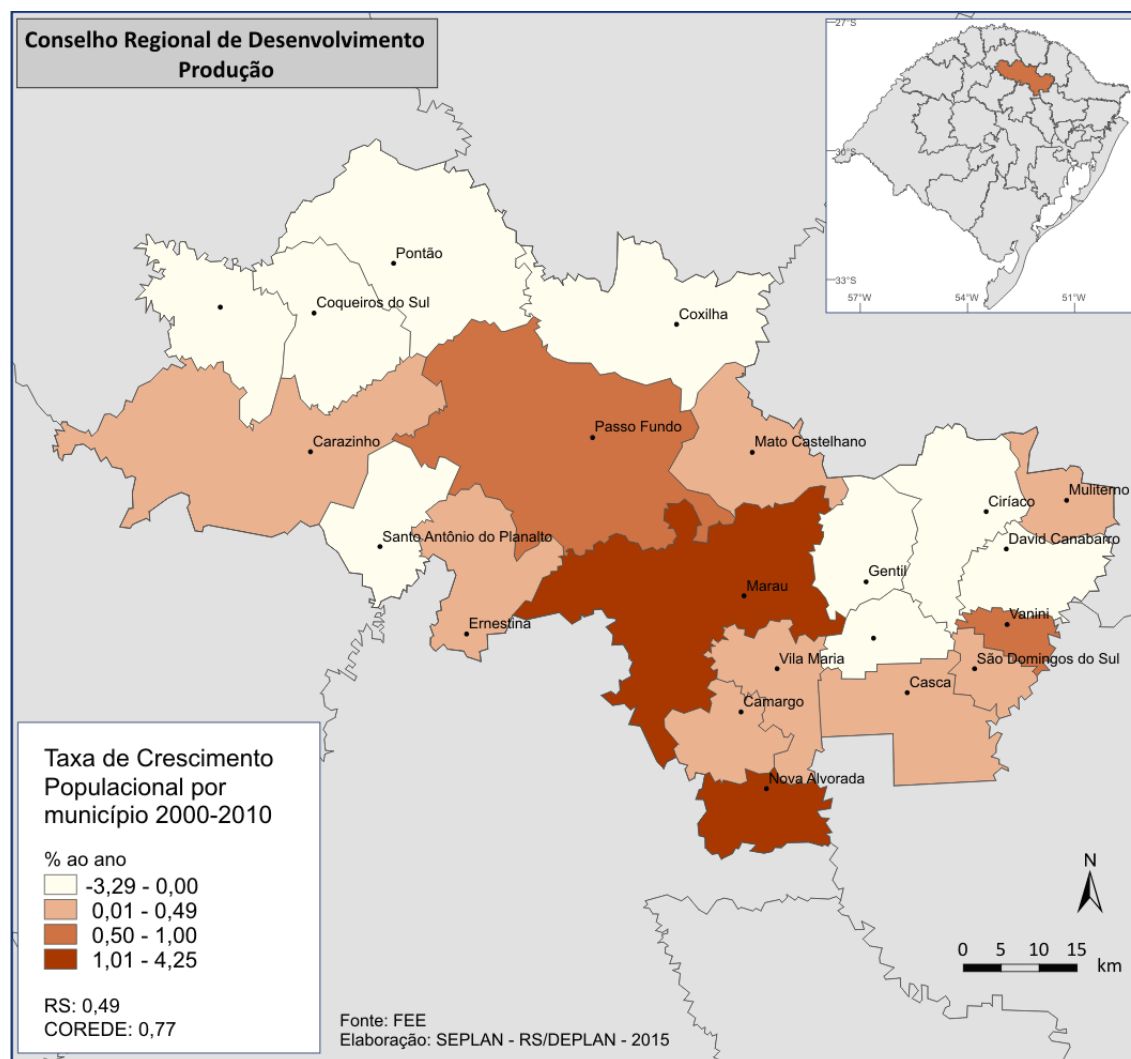 Conselho Regional de Desenvolvimento
Produção
27°S
30°S
33°S
57°W
54°W
51°W
Pontão
Coqueiros do Sul
Coxilha
Carazinho
Passo Fundo
Mato Castelhano
Muliterno
Ciríaco
Santo Antônio do Planalto
David Canabarro
Gentil
Marau
Ernestina
Vanini
Vila Maria
São Domingos do Sul
Casca
Camargo
Nova Alvorada
Taxa de Crescimento
Populacional por
município 2000-2010
% ao ano
-3,29 - 0,00
0,01 - 0,49
0,50 - 1,00
1,01 - 4,25
RS: 0,49
COREDE: 0,77
Fonte: FEE
Elaboração: SEPLAN - RS/DEPLAN - 2015
N
0 5 10 15
km